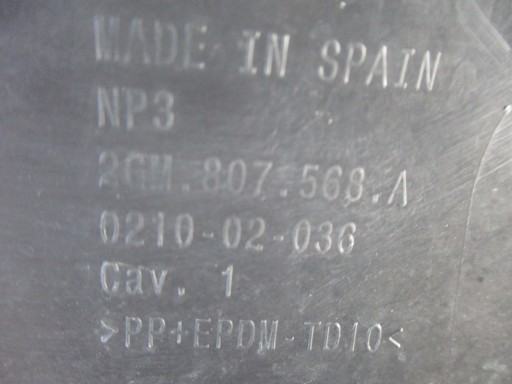 MADE IN SPAIN
NP3
2GM.807.568.A
0210-02-036
Cav. 1
>PP+EPDM-TD10<